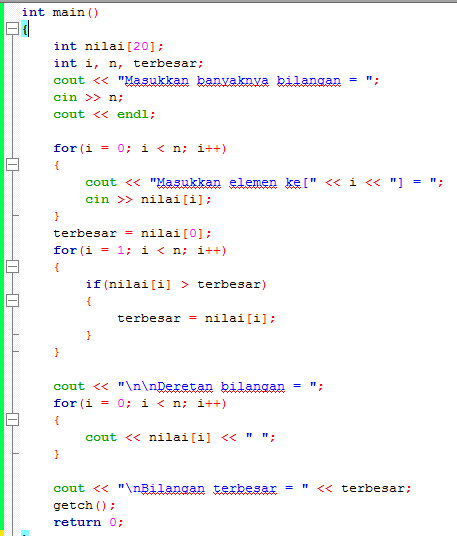 int main()
{
int nilai[20];
int i, n, terbesar;
cout << "Masukkan banyaknya bilangan = ";
cin >> n;
cout << endl;
for(i = 0; i < n; i++)
{
cout << "Masukkan elemen ke[" << i << "] = ";
cin >> nilai[i];
}
terbesar = nilai[0];
for(i = 1; i < n; i++)
{
if(nilai[i] > terbesar)
{
terbesar = nilai[i];
}
}
cout << "\n\nDeretan bilangan = ";
for(i = 0; i < n; i++)
{
cout << nilai[i] << " ";
}
cout << "\nBilangan terbesar = " << terbesar;
getch();
return 0;